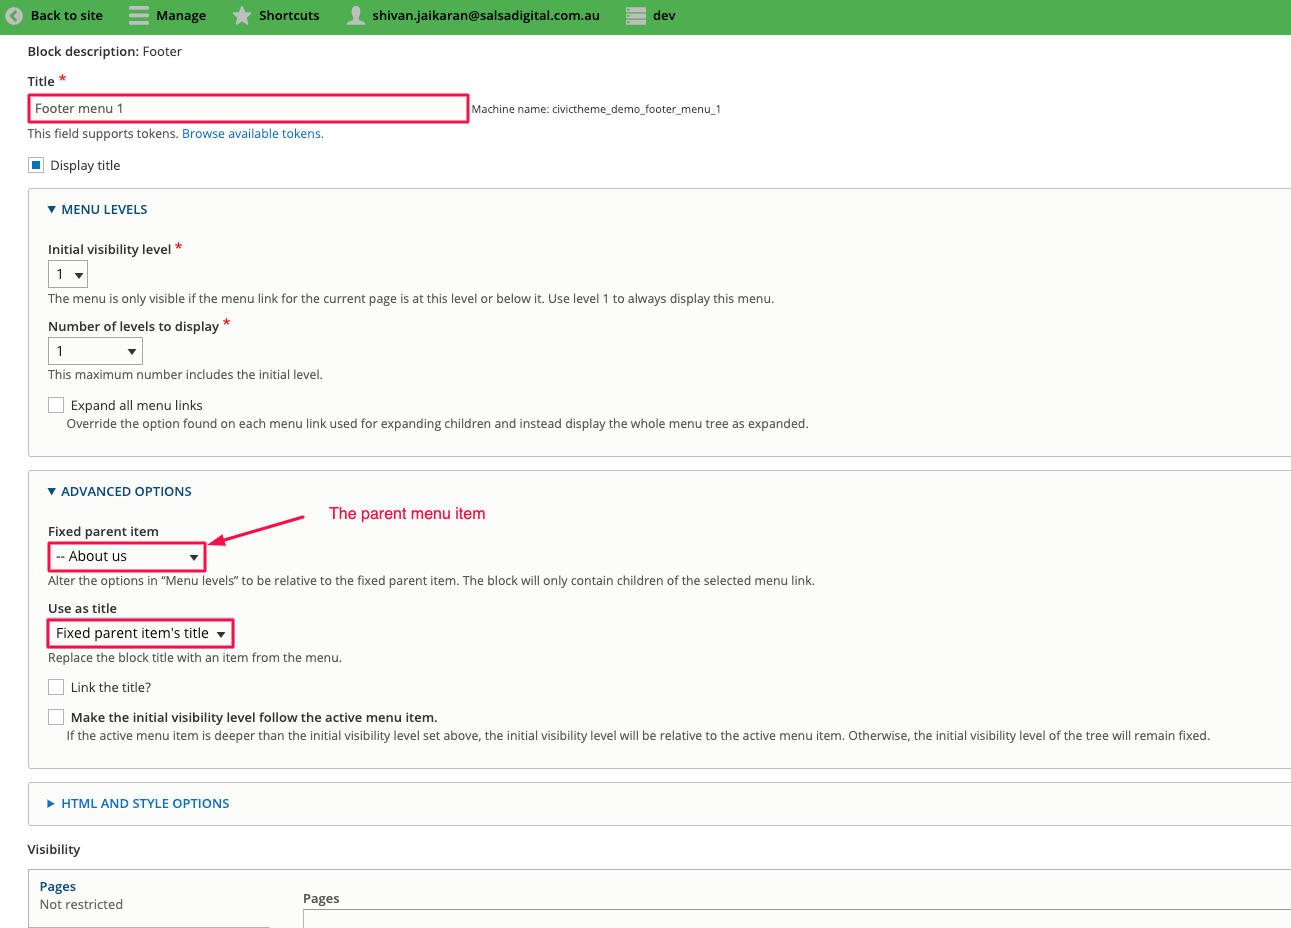 Back to site Manage Shortcuts shivan.jaikaran@salsadigital.com.au dev
Block description: Footer
Title *
Footer menu 1 Machine name: civictheme_demo_footer_menu_1
This field supports tokens. Browse available tokens.
Display title
MENU LEVELS
Initial visibility level *
1
The menu is only visible if the menu link for the current page is at this level or below it. Use level 1 to always display this menu.
Number of levels to display *
1
This maximum number includes the initial level.
Expand all menu links
Override the option found on each menu link used for expanding children and instead display the whole menu tree as expanded.
ADVANCED OPTIONS
The parent menu item
Fixed parent item
-- About us
Alter the options in “Menu levels” to be relative to the fixed parent item. The block will only contain children of the selected menu link.
Use as title
Fixed parent item's title
Replace the block title with an item from the menu.
Link the title?
Make the initial visibility level follow the active menu item.
If the active menu item is deeper than the initial visibility level set above, the initial visibility level will be relative to the active menu item. Otherwise, the initial visibility level of the tree will remain fixed.
HTML AND STYLE OPTIONS
Visibility
Pages
Not restricted
Pages